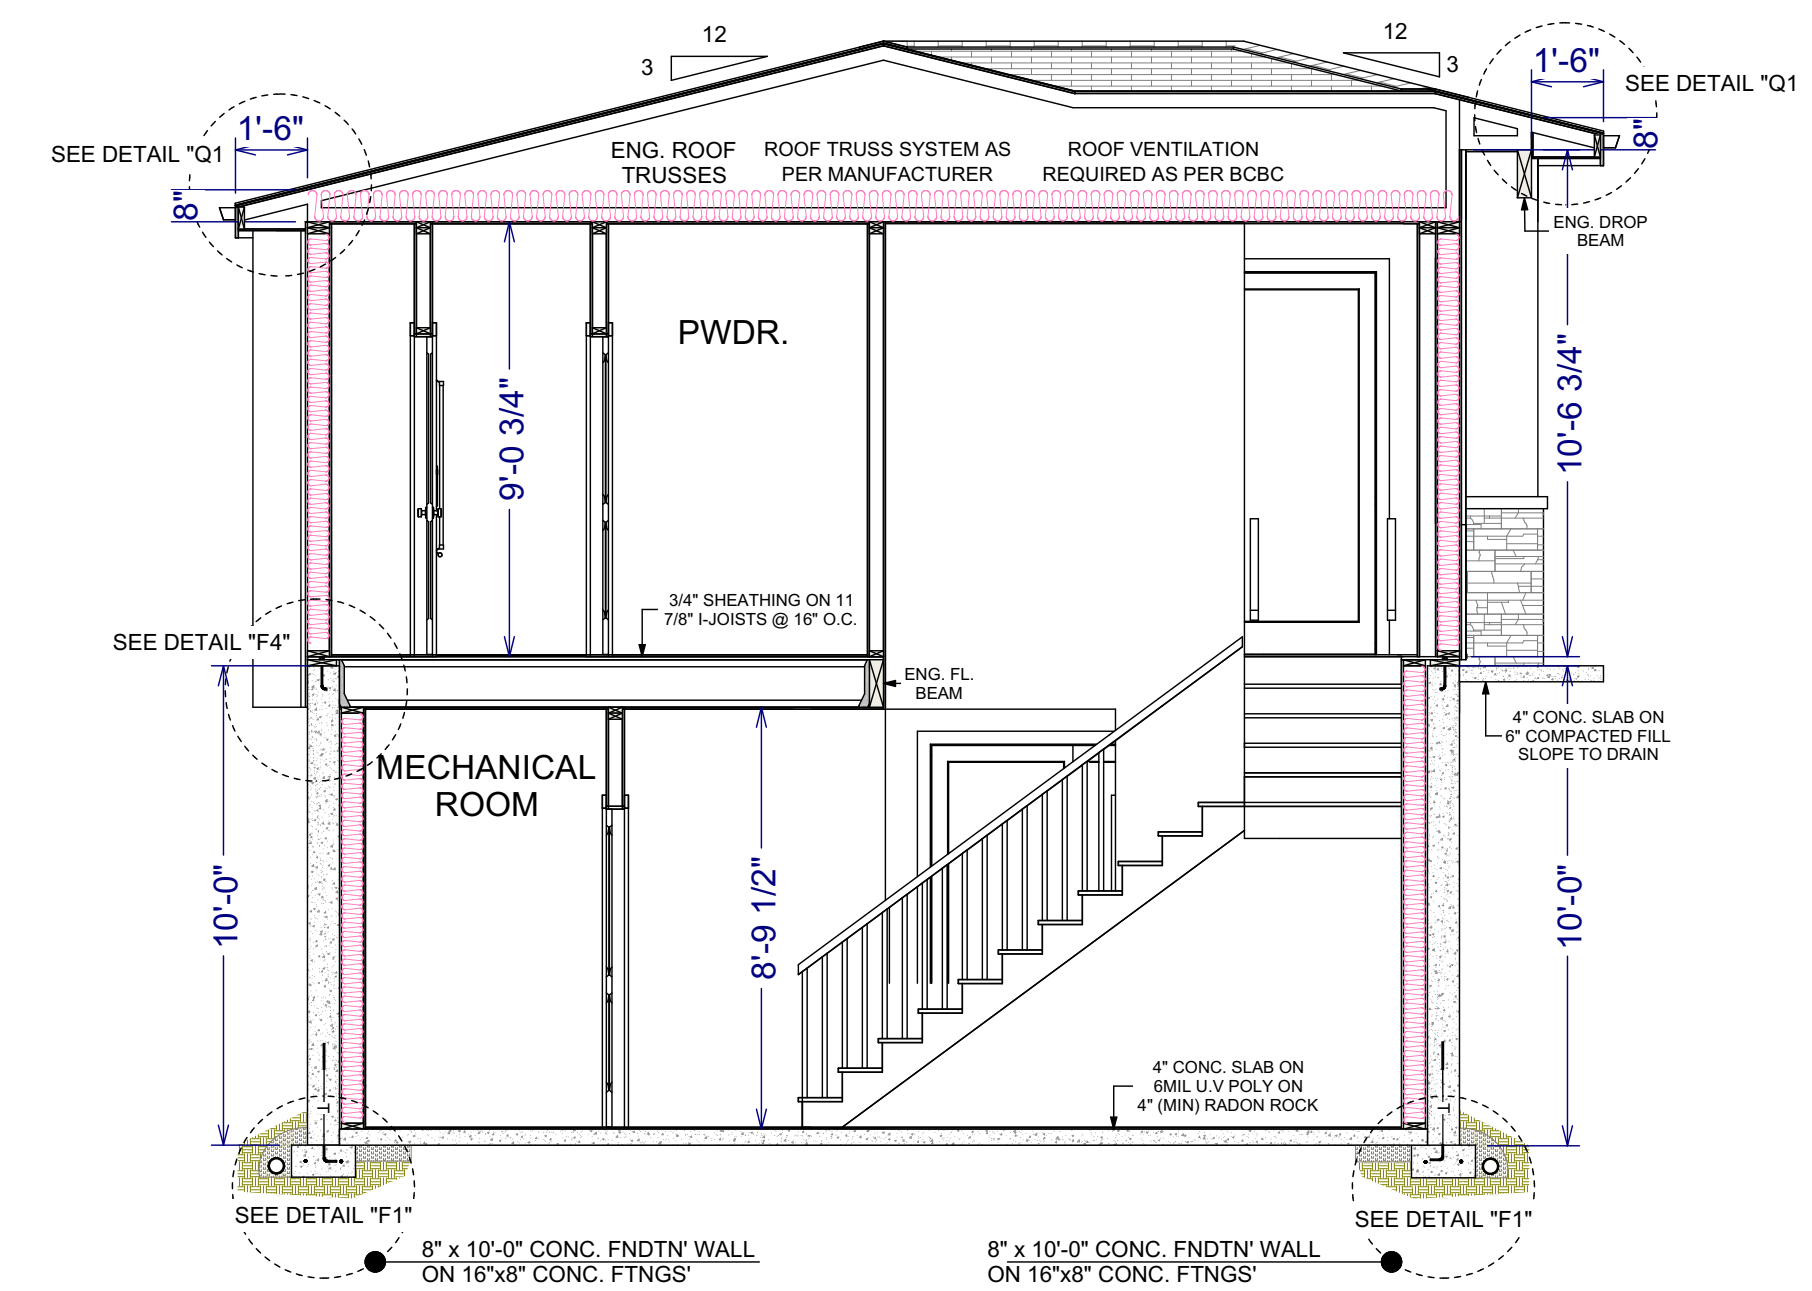 12
3
12
3
1'-6"
SEE DETAIL "Q1
1'-6"
SEE DETAIL "Q1
8"
8"
ENG. ROOF
TRUSSES
ROOF TRUSS SYSTEM AS
PER MANUFACTURER
ROOF VENTILATION
REQUIRED AS PER BCBC
ENG. DROP
BEAM
PWDR.
9'-0 3/4"
10'-6 3/4"
3/4" SHEATHING ON 11
7/8" I-JOISTS @ 16" O.C.
SEE DETAIL "F4"
ENG. FL.
BEAM
4" CONC. SLAB ON
6" COMPACTED FILL
SLOPE TO DRAIN
MECHANICAL
ROOM
10'-0"
8'-9 1/2"
10'-0"
4" CONC. SLAB ON
6MIL U.V POLY ON
4" (MIN) RADON ROCK
SEE DETAIL "F1"
SEE DETAIL "F1"
8" x 10'-0" CONC. FNDTN' WALL
ON 16"x8" CONC. FTNGS'
8" x 10'-0" CONC. FNDTN' WALL
ON 16"x8" CONC. FTNGS'